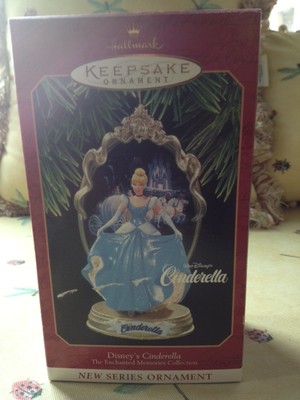 Hallmark
KEEPSAKE
ORNAMENT
WALT DISNEY'S
Cinderella
Cinderella
Disney's Cinderella
The Enchanted Memories Collection
NEW SERIES ORNAMENT